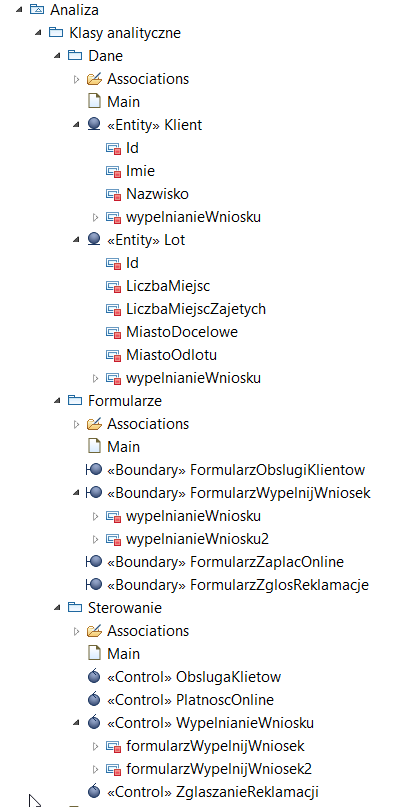 Analiza
Klasy analityczne
Dane
Associations
Main
«Entity» Klient
Id
Imie
Nazwisko
wypelnianieWniosku
«Entity» Lot
Id
LiczbaMiejsc
LiczbaMiejscZajetych
MiastoDocelowe
MiastoOdlotu
wypelnianieWniosku
Formularze
Associations
Main
«Boundary» FormularzObslugiKlientow
«Boundary» FormularzWypelnijWniosek
wypelnianieWniosku
wypelnianieWniosku2
«Boundary» FormularzZaplacOnline
«Boundary» FormularzZglosReklamacje
Sterowanie
Associations
Main
«Control» ObslugaKlietow
«Control» PlatnoscOnline
«Control» WypelnianieWniosku
formularzWypelnijWniosek
formularzWypelnijWniosek2
«Control» ZglaszanieReklamacji